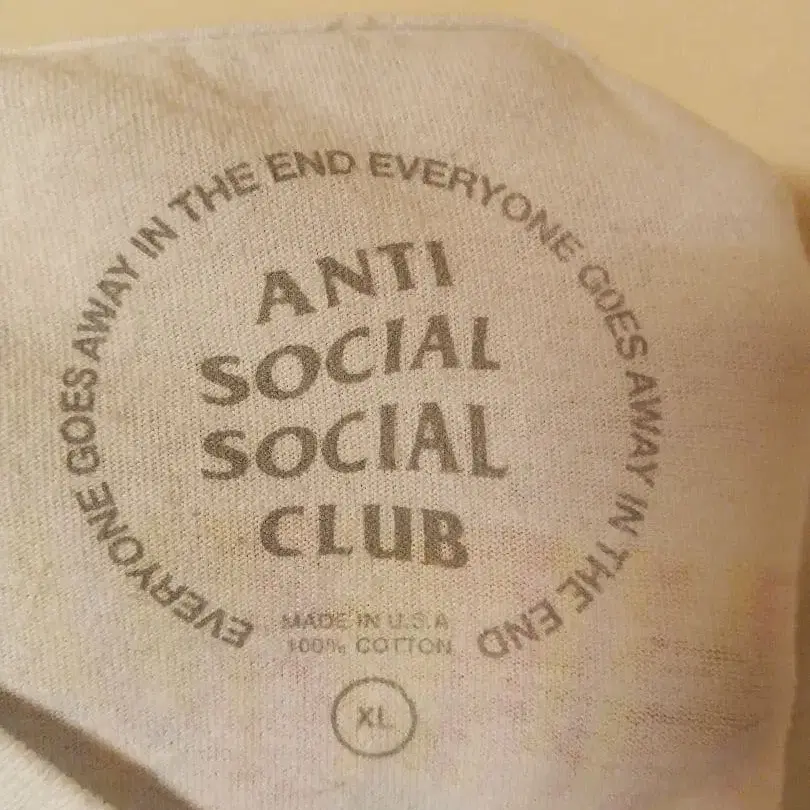 EVERYONE GOES AWAY IN THE END EVERYONE GOES AWAY IN THE END
ANTI
SOCIAL
SOCIAL
CLUB
MADE IN U.S.A
100% COTTON
XL